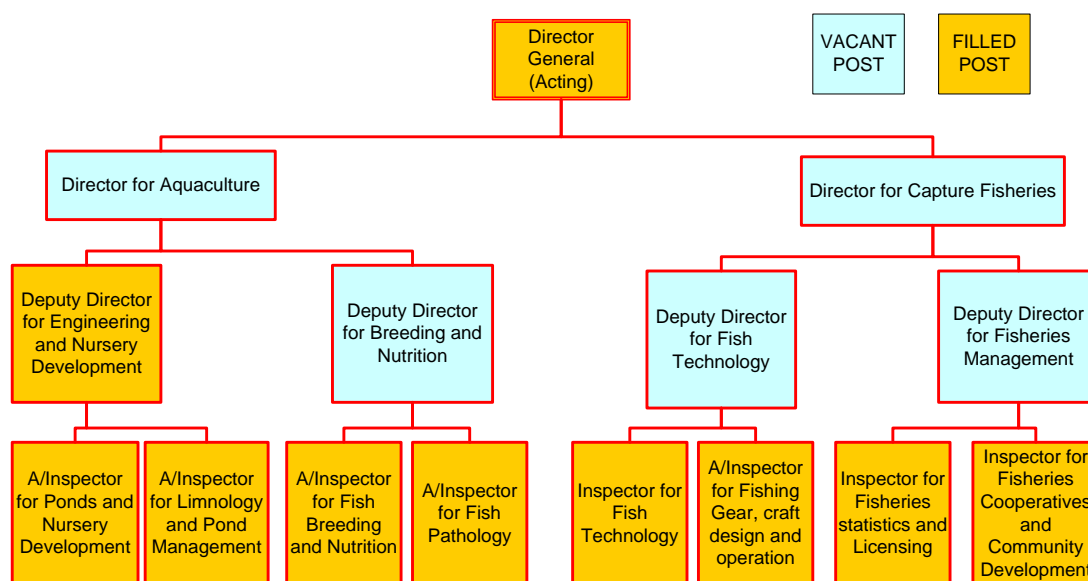 Director
General
(Acting)
VACANT
POST
FILLED
POST
Director for Aquaculture
Director for Capture Fisheries
Deputy Director
for Engineering
and Nursery
Development
Deputy Director
for Breeding and
Nutrition
Deputy Director
for Fish
Technology
Deputy Director
for Fisheries
Management
A/Inspector
for Ponds and
Nursery
Development
A/Inspector
for Limnology
and Pond
Management
A/Inspector
for Fish
Breeding
and Nutrition
A/Inspector
for Fish
Pathology
Inspector for
Fish
Technology
A/Inspector
for Fishing
Gear, craft
design and
operation
Inspector for
Fisheries
statistics and
Licensing
Inspector for
Fisheries
Cooperatives
and
Community
Development